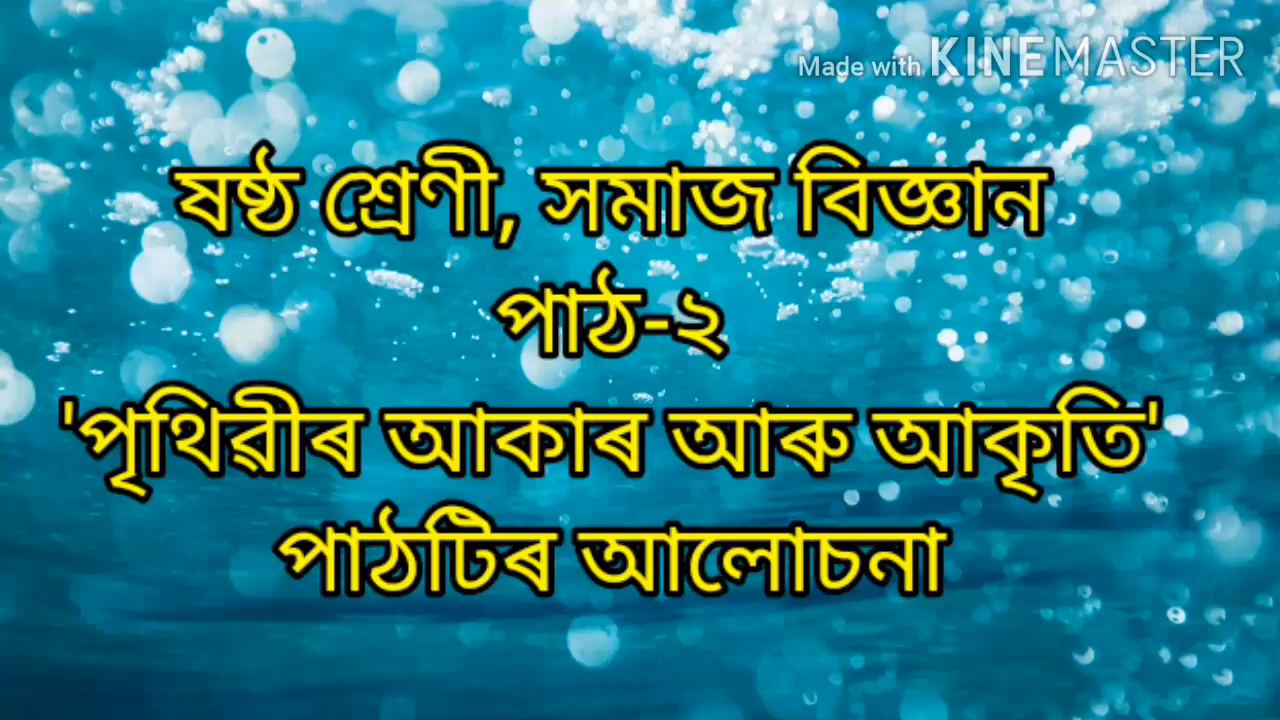 Made with KINEMASTER
ষষ্ঠ শ্ৰেণী, সমাজ বিজ্ঞান
পাঠ-২
'পৃথিৱীৰ আকাৰ আৰু আকৃতি'
পাঠটিৰ আলোচনা